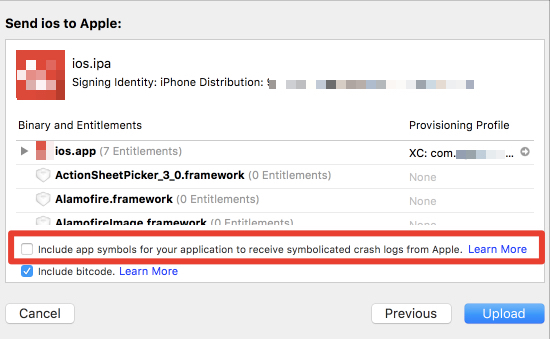 Send ios to Apple:
ios.ipa
Signing Identity: iPhone Distribution:
Binary and Entitlements Provisioning Profile
ios.app (7 Entitlements) XC: com. ...
ActionSheetPicker_3_0.framework (0 Entitlements) None
Alamofire.framework (0 Entitlements) None
AlamofireImage.framework (0 Entitlements) None
Include app symbols for your application to receive symbolicated crash logs from Apple. Learn More
Include bitcode. Learn More
Cancel Previous Upload